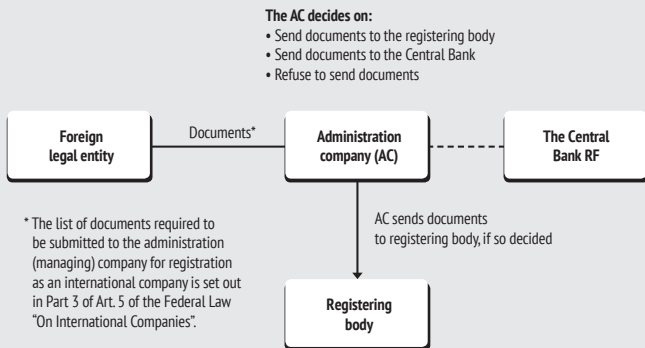 The AC decides on:
• Send documents to the registering body
• Send documents to the Central Bank
• Refuse to send documents
Foreign
legal entity
Documents*
Administration
company (AC)
The Central
Bank RF
* The list of documents required to
be submitted to the administration
(managing) company for registration
as an international company is set out
in Part 3 of Art. 5 of the Federal Law
“On International Companies”.
AC sends documents
to registering body, if so decided
Registering
body